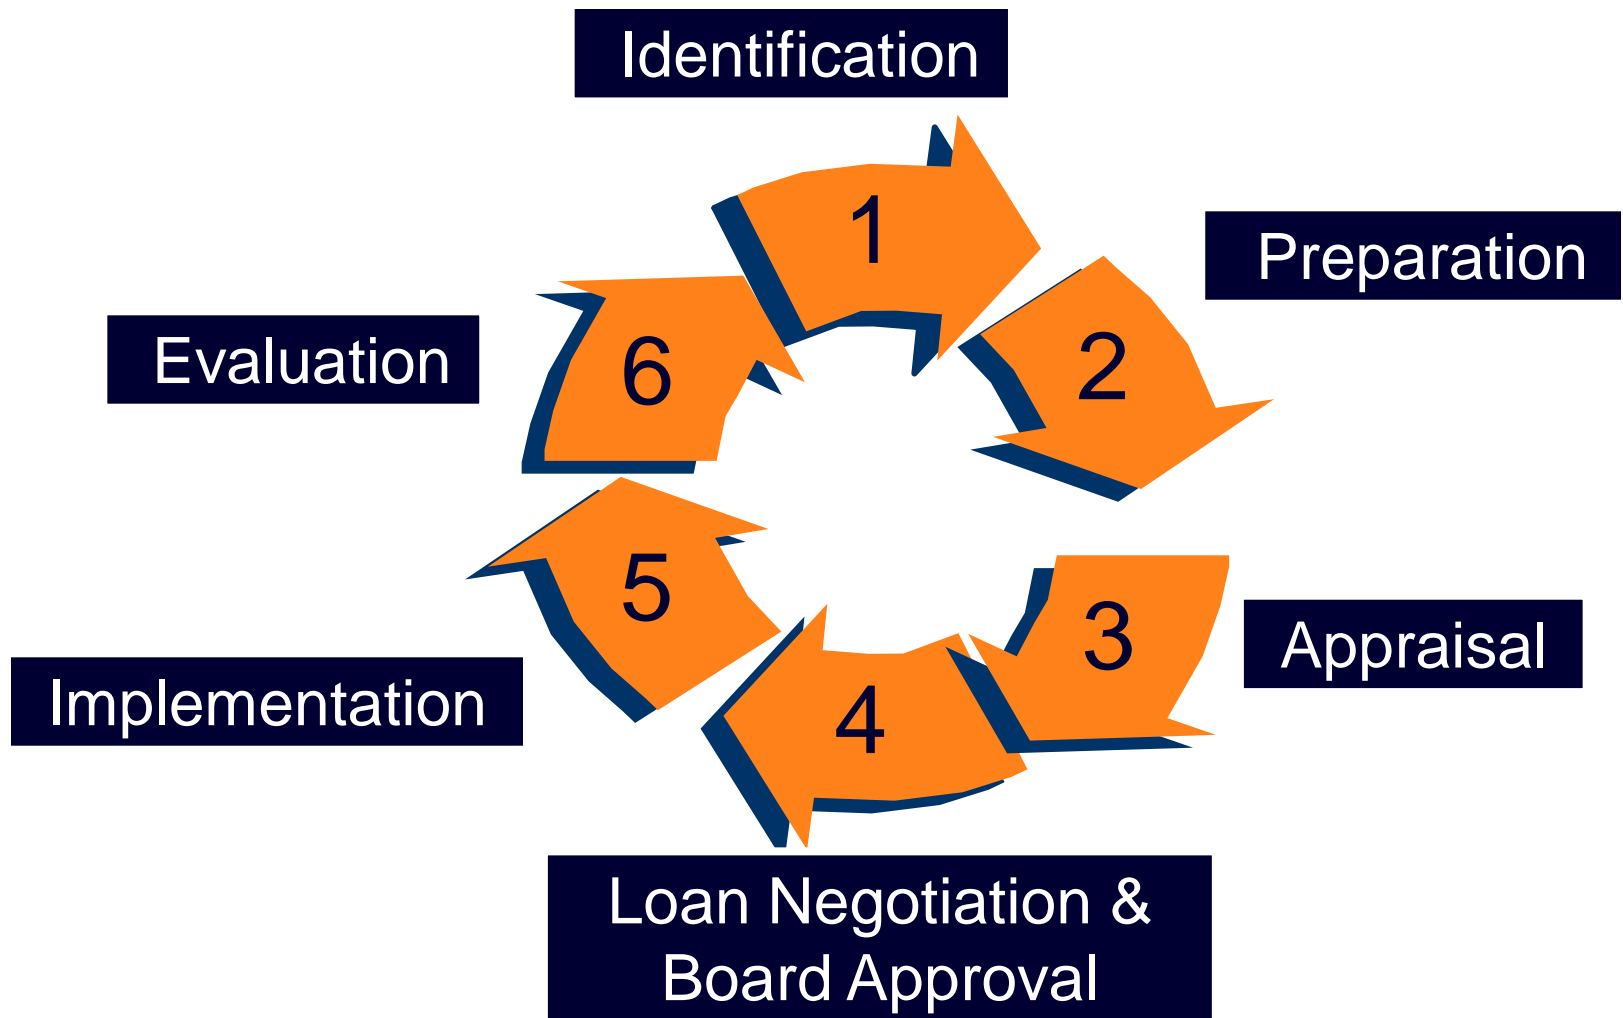 Identification
1
Preparation
2
Evaluation
6
5
3
Appraisal
Implementation
4
Loan Negotiation &
Board Approval